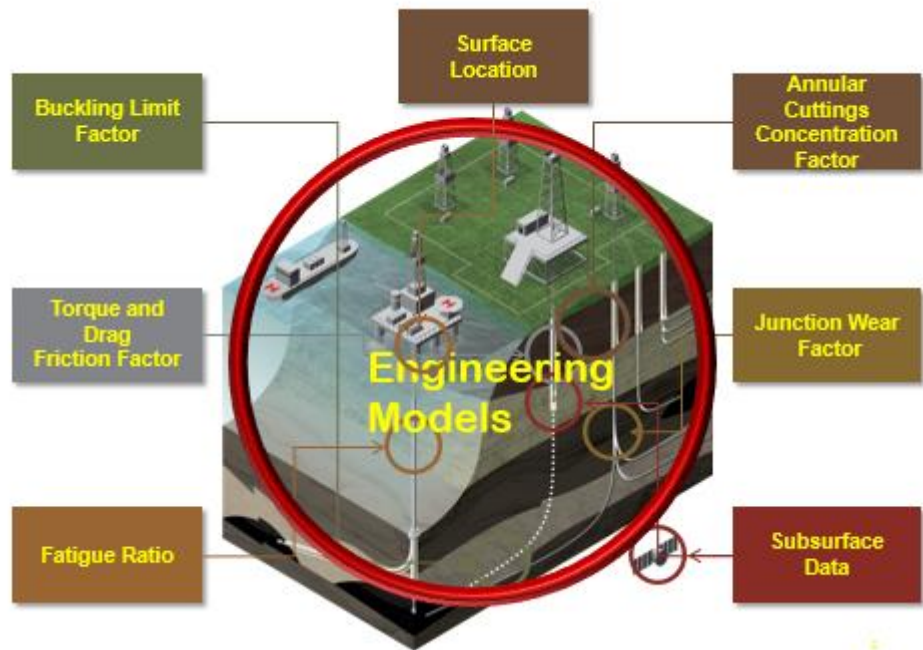 Surface
Location
Buckling Limit
Factor
Annular
Cuttings
Concentration
Factor
Torque and
Drag
Friction Factor
Engineering
Models
Junction Wear
Factor
Fatigue Ratio
Subsurface
Data
H
H
H